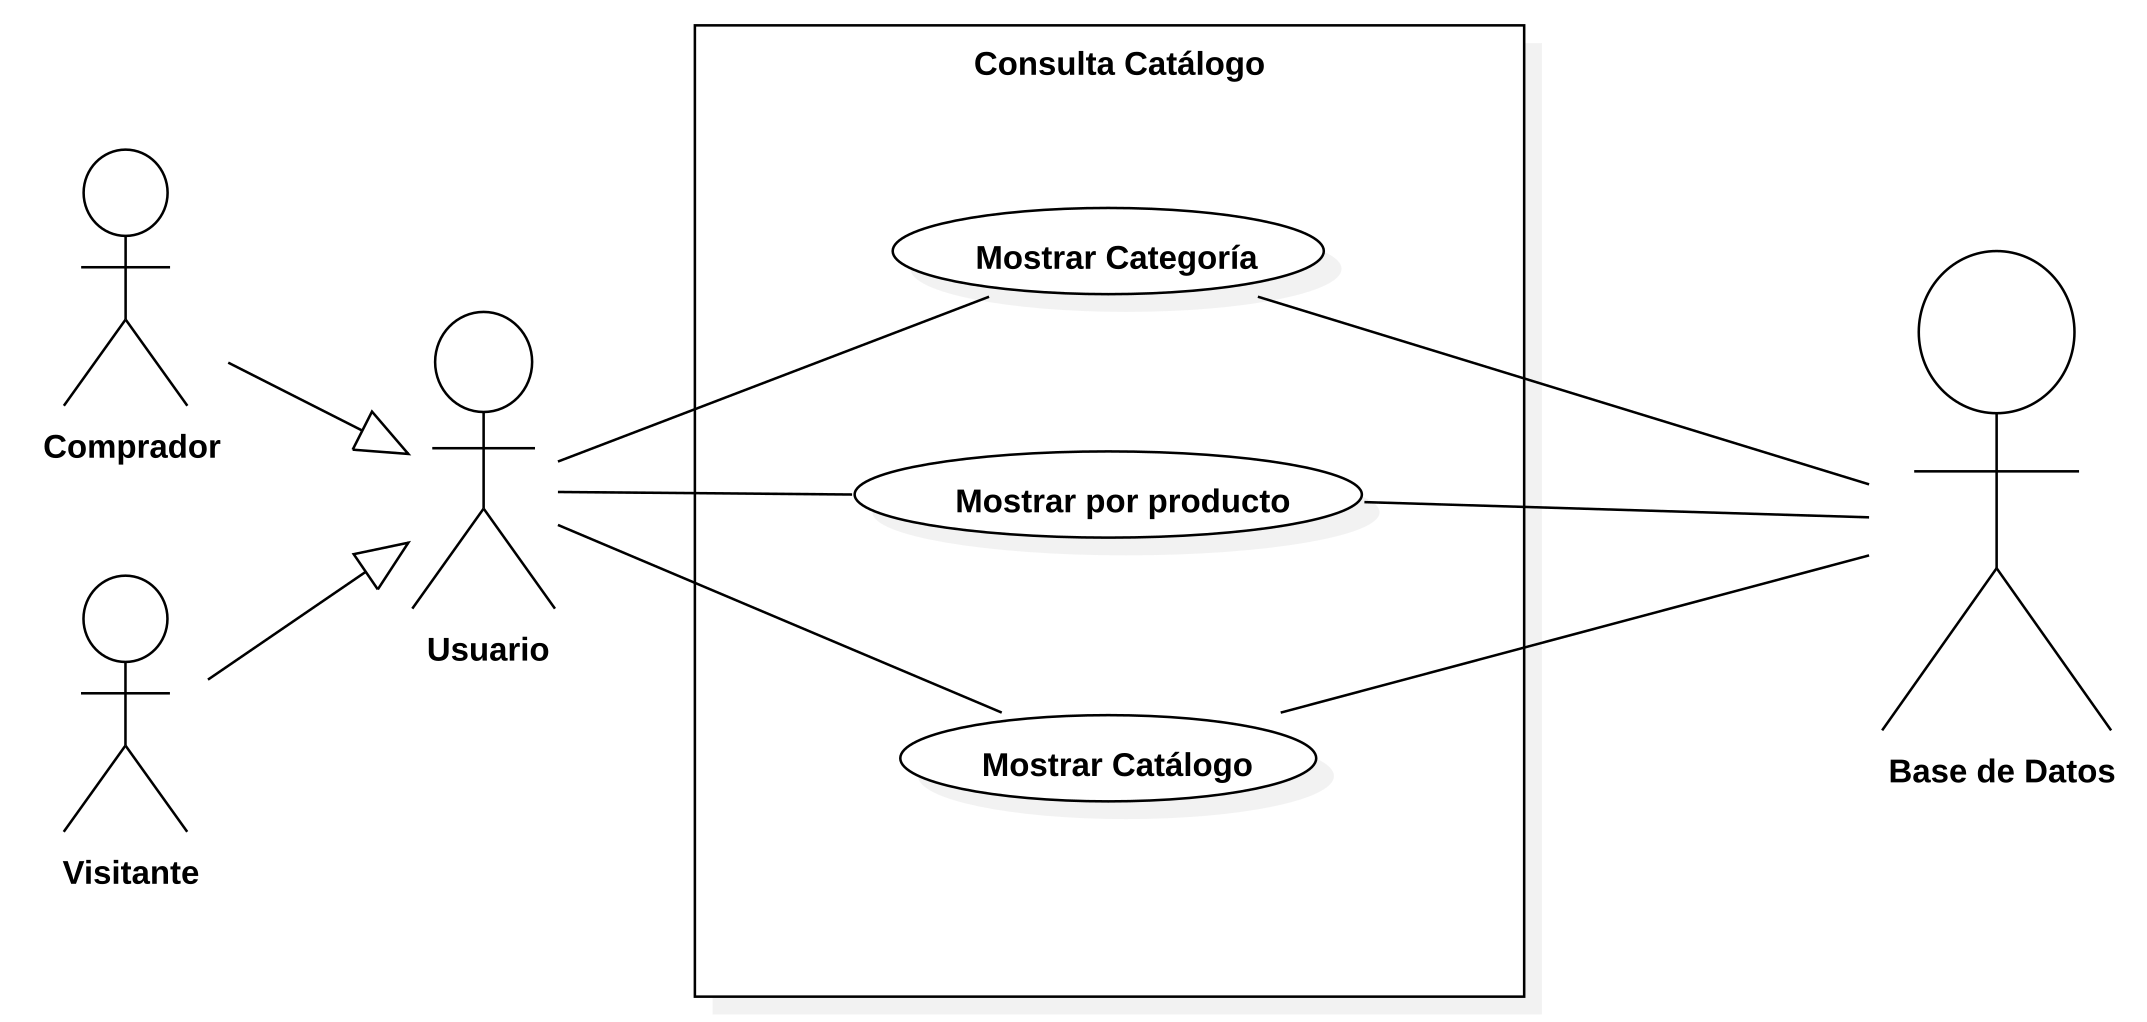 Consulta Catálogo
Mostrar Categoría
Comprador
Mostrar por producto
Usuario
Mostrar Catálogo
Base de Datos
Visitante